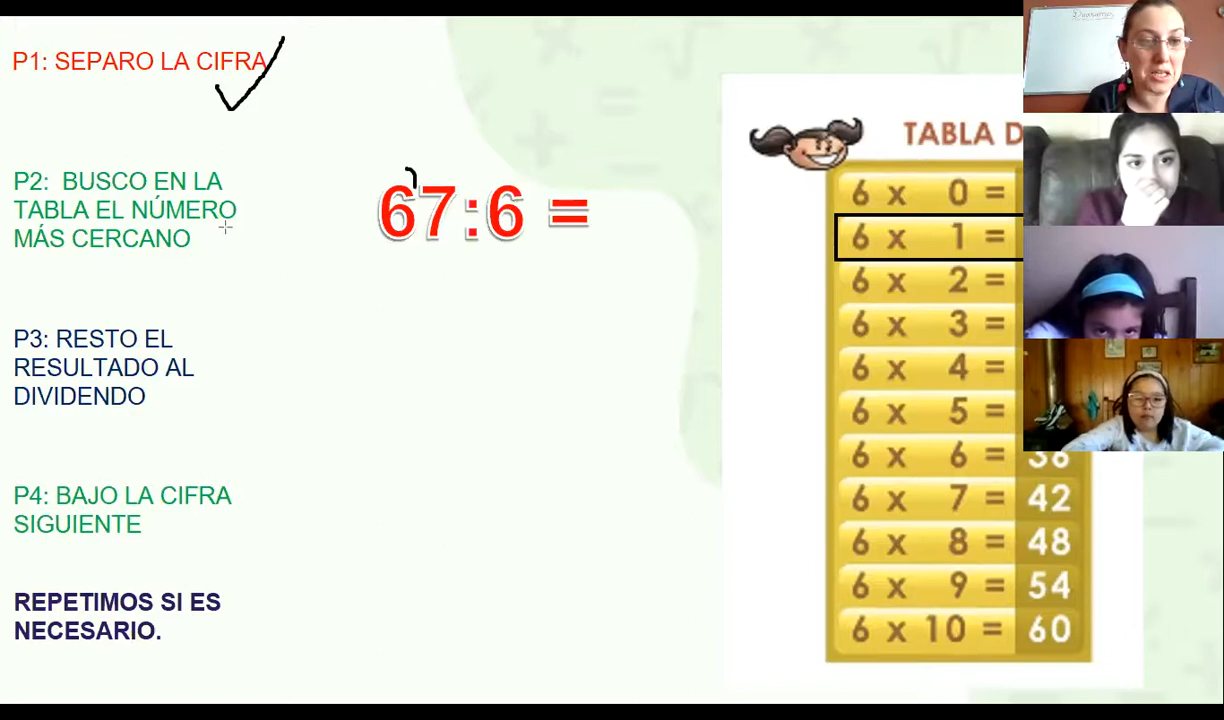 P1: SEPARO LA CIFRA
P2: BUSCO EN LA
TABLA EL NÚMERO
MÁS CERCANO
P3: RESTO EL
RESULTADO AL
DIVIDENDO
P4: BAJO LA CIFRA
SIGUIENTE
REPETIMOS SI ES
NECESARIO.
67:6 =
TABLA D
6 x 0 =
6 x 1 =
6 x 2 =
6 x 3 =
6 x 4 =
6 x 5 =
6 x 6 = 36
6 x 7 = 42
6 x 8 = 48
6 x 9 = 54
6 x 10 = 60